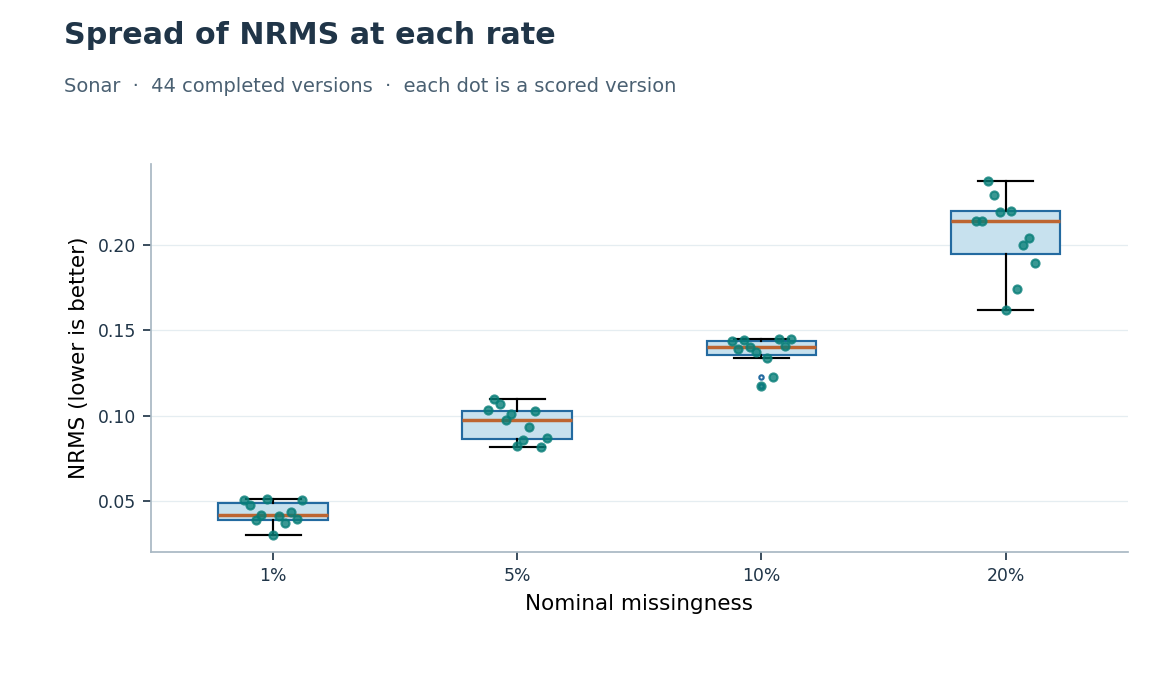 Spread of NRMS at each rate
Sonar · 44 completed versions · each dot is a scored version
NRMS (lower is better)
0.20
0.15
0.10
0.05
1% 5% 10% 20%
Nominal missingness